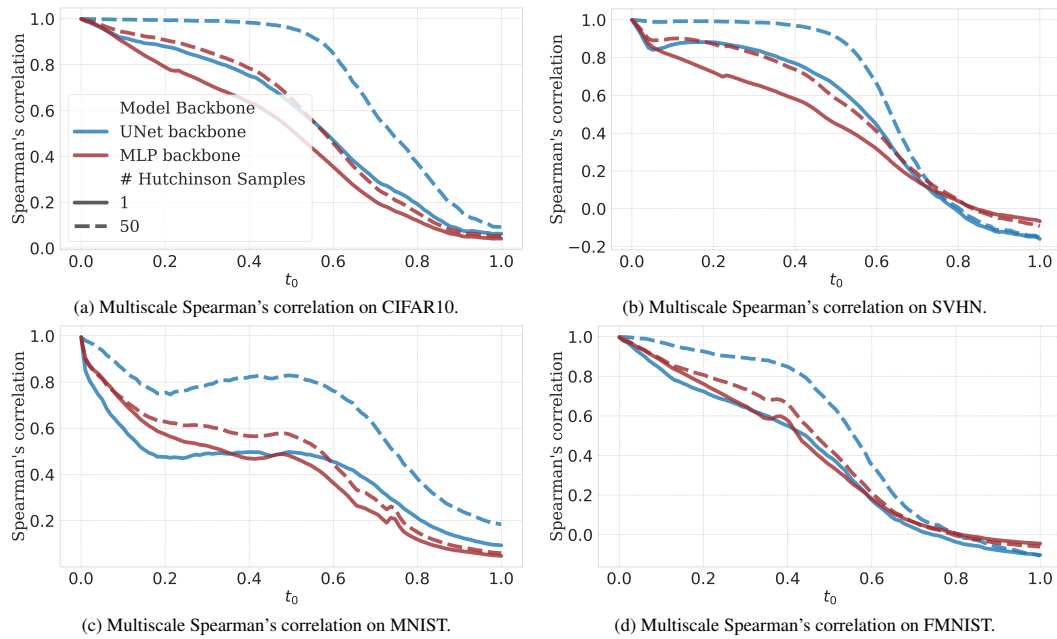 1.0
0.8
0.6
0.4
0.2
0.0
Spearman's correlation
Model Backbone
UNet backbone
MLP backbone
# Hutchinson Samples
1
50
0.0 0.2 0.4 0.6 0.8 1.0
t0
(a) Multiscale Spearman's correlation on CIFAR10.
1.0
0.8
0.6
0.4
0.2
0.0
−0.2
Spearman's correlation
0.0 0.2 0.4 0.6 0.8 1.0
t0
(b) Multiscale Spearman's correlation on SVHN.
1.0
0.8
0.6
0.4
0.2
Spearman's correlation
0.0 0.2 0.4 0.6 0.8 1.0
t0
(c) Multiscale Spearman's correlation on MNIST.
1.0
0.8
0.6
0.4
0.2
0.0
Spearman's correlation
0.0 0.2 0.4 0.6 0.8 1.0
t0
(d) Multiscale Spearman's correlation on FMNIST.